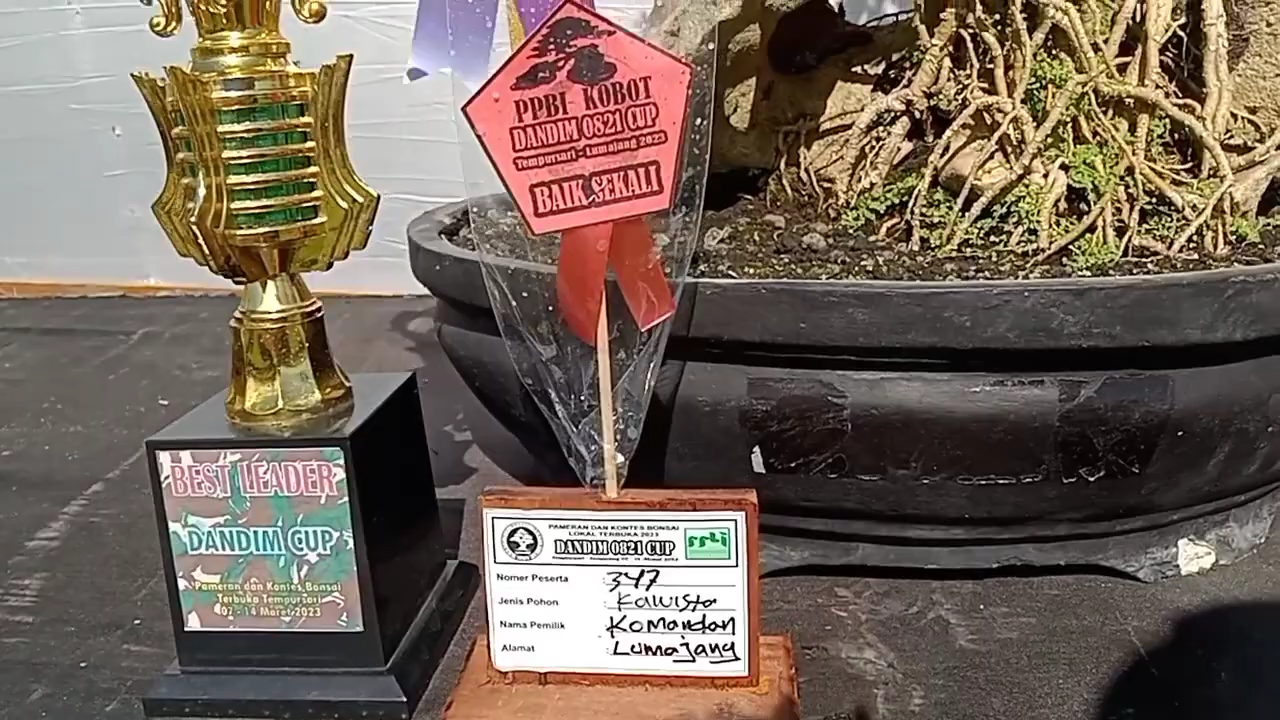 PPBI KOBOT
DANDIM 0821 CUP
Tempursari - Lumajang 2023
BAIK SEKALI
BEST LEADER
DANDIM CUP
Pameran dan Kontes Bonsai
Terbuka Tempursari
07 - 14 Maret 2023
PAMERAN DAN KONTES BONSAI
LOKAL TERBUKA 2023
DANDIM 0821 CUP
Nomer Peserta : 347
Jenis Pohon : Kawista
Nama Pemilik : Komandan
Alamat : Lumajang